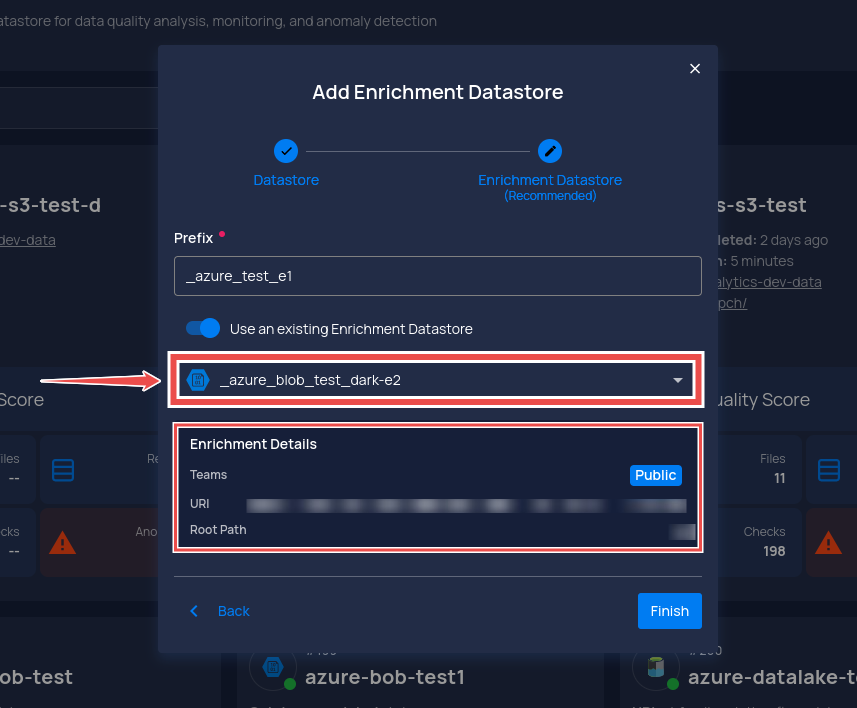 atastore for data quality analysis, monitoring, and anomaly detection
Add Enrichment Datastore
Datastore
Enrichment Datastore
(Recommended)
-s3-test-d
s-s3-test
dev-data
leted: 2 days ago
n: 5 minutes
alytics-dev-data
pch/
Prefix
_azure_test_e1
Use an existing Enrichment Datastore
_azure_blob_test_dark-e2
Score
uality Score
Enrichment Details
Teams
Public
URI
Root Path
iles
--
Re
Files
11
cks
--
Ano
Checks
198
Back
Finish
ob-test
azure-bob-test1
azure-datalake-t